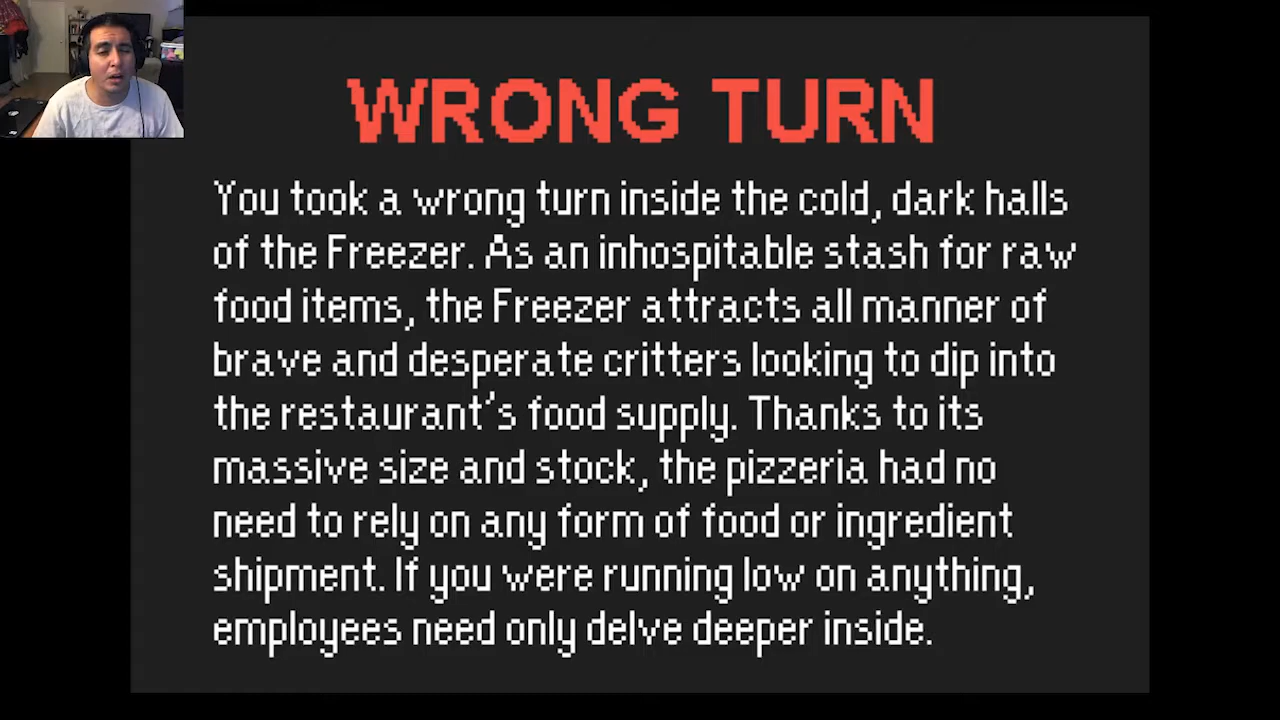 WRONG TURN
You took a wrong turn inside the cold, dark halls
of the Freezer. As an inhospitable stash for raw
food items, the Freezer attracts all manner of
brave and desperate critters looking to dip into
the restaurant's food supply. Thanks to its
massive size and stock, the pizzeria had no
need to rely on any form of food or ingredient
shipment. If you were running low on anything,
employees need only delve deeper inside.